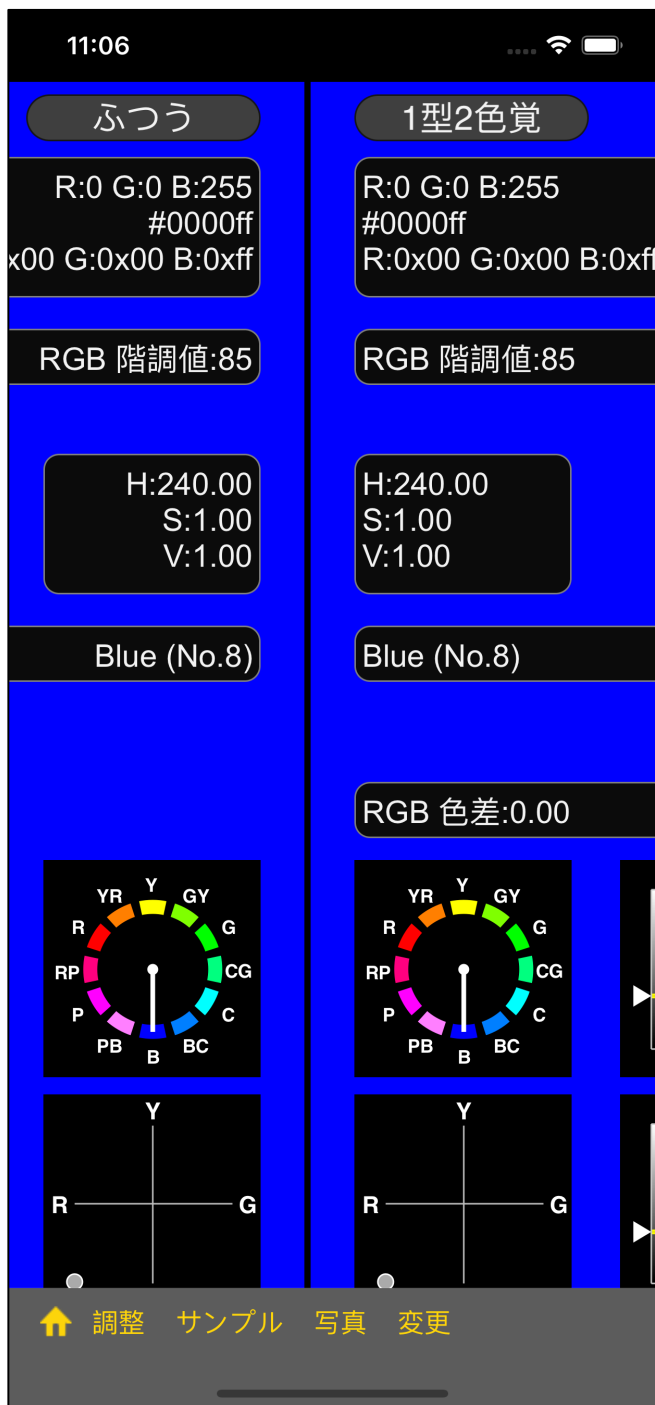 11:06
ふつう
1型2色覚
R:0 G:0 B:255
#0000ff
x00 G:0x00 B:0xff
R:0 G:0 B:255
#0000ff
R:0x00 G:0x00 B:0xff
RGB 階調値:85
RGB 階調値:85
H:240.00
S:1.00
V:1.00
H:240.00
S:1.00
V:1.00
Blue (No.8)
Blue (No.8)
RGB 色差:0.00
Y
YR
GY
R
G
RP
CG
P
C
PB
BC
B
Y
YR
GY
R
G
RP
CG
P
C
PB
BC
B
Y
R
G
Y
R
G
調整 サンプル 写真 変更